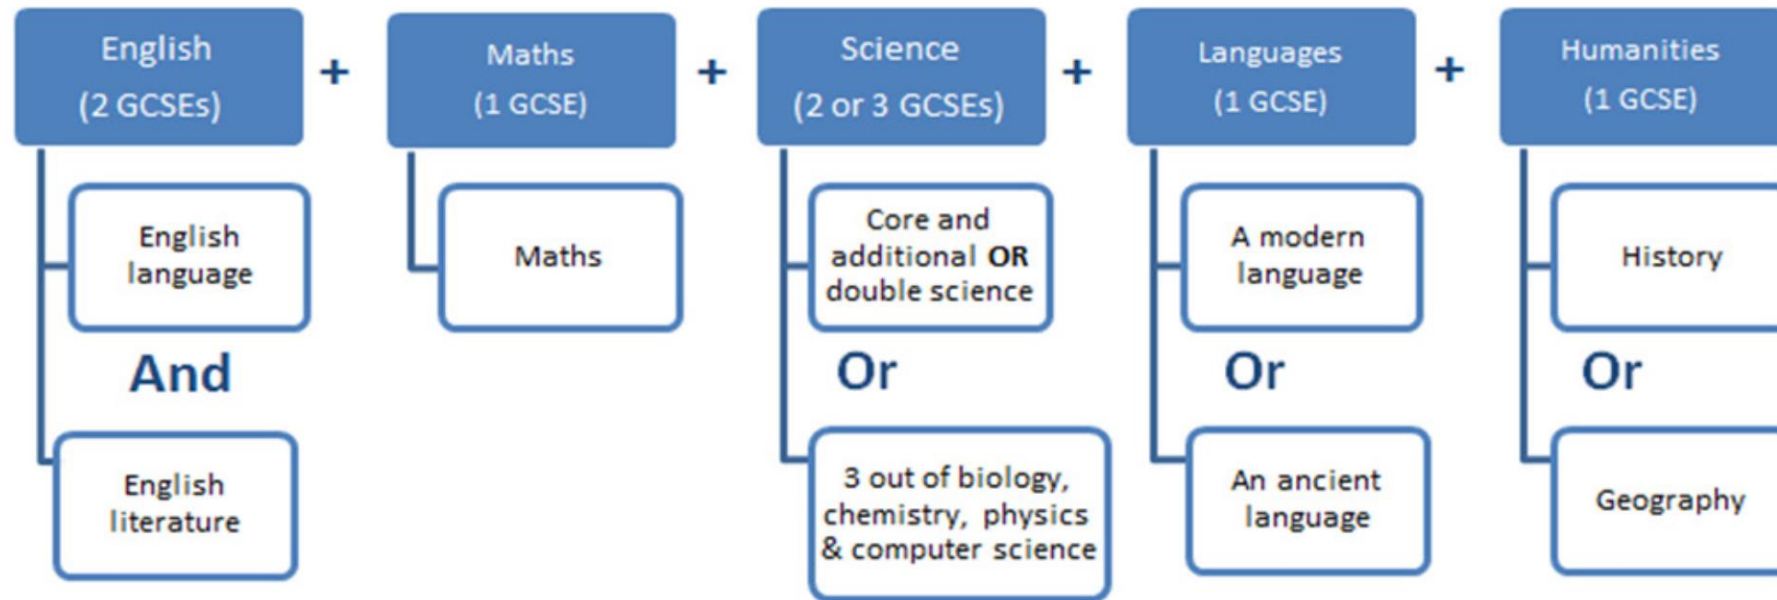 English
(2 GCSEs)
English
language
And
English
literature
+
Maths
(1 GCSE)
Maths
+
Science
(2 or 3 GCSEs)
Core and
additional OR
double science
Or
3 out of biology,
chemistry, physics
& computer science
+
Languages
(1 GCSE)
A modern
language
Or
An ancient
language
+
Humanities
(1 GCSE)
History
Or
Geography